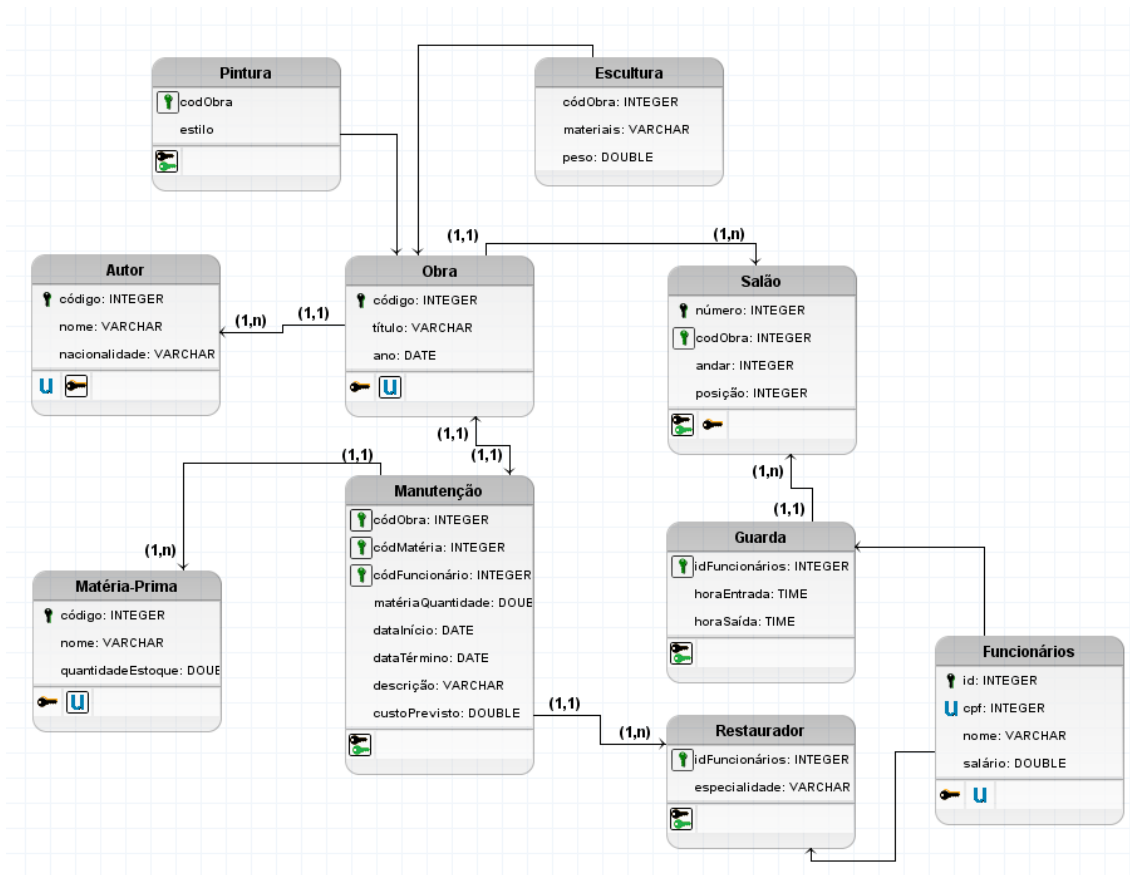 Pintura
codObra
estilo
Escultura
códObra: INTEGER
materiais: VARCHAR
peso: DOUBLE
(1,1)
(1,n)
Autor
código: INTEGER
nome: VARCHAR
nacionalidade: VARCHAR
u
(1,n)
(1,1)
Obra
código: INTEGER
título: VARCHAR
ano: DATE
u
Salão
número: INTEGER
codObra: INTEGER
andar: INTEGER
posição: INTEGER
(1,1)
(1,1)
(1,1)
(1,n)
Manutenção
códObra: INTEGER
códMatéria: INTEGER
códFuncionário: INTEGER
matériaQuantidade: DOUE
dataInício: DATE
dataTérmino: DATE
descrição: VARCHAR
custoPrevisto: DOUBLE
Matéria-Prima
código: INTEGER
nome: VARCHAR
quantidadeEstoque: DOUE
u
(1,n)
(1,1)
Guarda
idFuncionários: INTEGER
horaEntrada: TIME
horaSaída: TIME
(1,1)
(1,n)
Restaurador
idFuncionários: INTEGER
especialidade: VARCHAR
Funcionários
id: INTEGER
u cpf: INTEGER
nome: VARCHAR
salário: DOUBLE
u